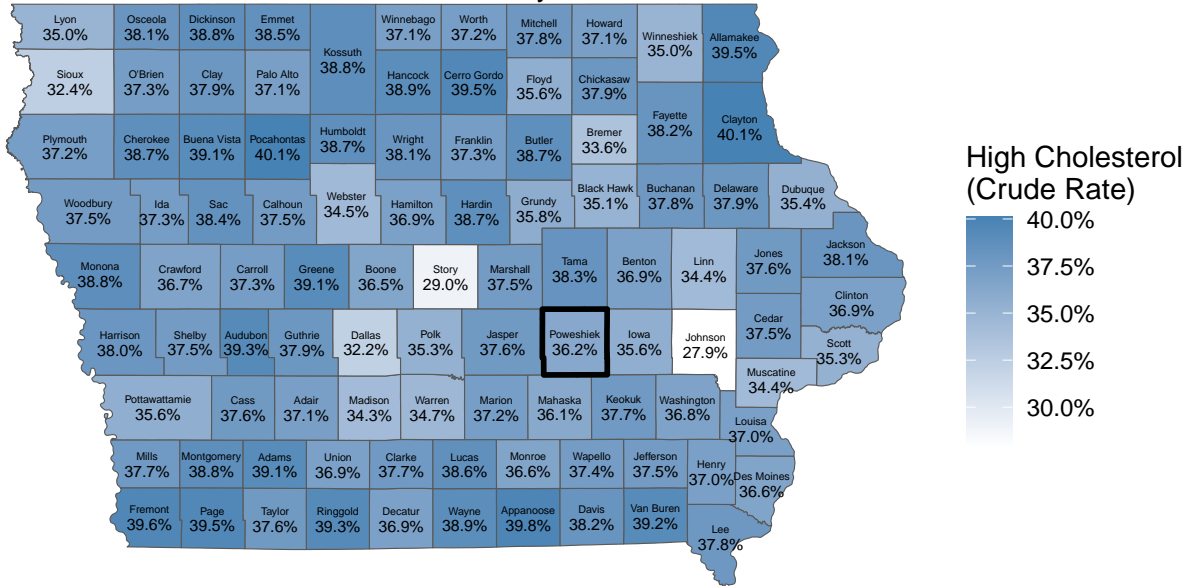 Lyon
35.0%
Osceola
38.1%
Dickinson
38.8%
Emmet
38.5%
Kossuth
38.8%
Winnebago
37.1%
Worth
37.2%
Mitchell
37.8%
Howard
37.1%
Winneshiek
35.0%
Allamakee
39.5%
Sioux
32.4%
O'Brien
37.3%
Clay
37.9%
Palo Alto
37.1%
Hancock
38.9%
Cerro Gordo
39.5%
Floyd
35.6%
Chickasaw
37.9%
Fayette
38.2%
Clayton
40.1%
Plymouth
37.2%
Cherokee
38.7%
Buena Vista
39.1%
Pocahontas
40.1%
Humboldt
38.7%
Wright
38.1%
Franklin
37.3%
Butler
38.7%
Bremer
33.6%
Woodbury
37.5%
Ida
37.3%
Sac
38.4%
Calhoun
37.5%
Webster
34.5%
Hamilton
36.9%
Hardin
38.7%
Grundy
35.8%
Black Hawk
35.1%
Buchanan
37.8%
Delaware
37.9%
Dubuque
35.4%
Monona
38.8%
Crawford
36.7%
Carroll
37.3%
Greene
39.1%
Boone
36.5%
Story
29.0%
Marshall
37.5%
Tama
38.3%
Benton
36.9%
Linn
34.4%
Jones
37.6%
Jackson
38.1%
Clinton
36.9%
Harrison
38.0%
Shelby
37.5%
Audubon
39.3%
Guthrie
37.9%
Dallas
32.2%
Polk
35.3%
Jasper
37.6%
Poweshiek
36.2%
Iowa
35.6%
Johnson
27.9%
Cedar
37.5%
Scott
35.3%
Muscatine
34.4%
Pottawattamie
35.6%
Cass
37.6%
Adair
37.1%
Madison
34.3%
Warren
34.7%
Marion
37.2%
Mahaska
36.1%
Keokuk
37.7%
Washington
36.8%
Louisa
37.0%
Mills
37.7%
Montgomery
38.8%
Adams
39.1%
Union
36.9%
Clarke
37.7%
Lucas
38.6%
Monroe
36.6%
Wapello
37.4%
Jefferson
37.5%
Henry
37.0%
Des Moines
36.6%
Fremont
39.6%
Page
39.5%
Taylor
37.6%
Ringgold
39.3%
Decatur
36.9%
Wayne
38.9%
Appanoose
39.8%
Davis
38.2%
Van Buren
39.2%
Lee
37.8%
High Cholesterol
(Crude Rate)
40.0%
37.5%
35.0%
32.5%
30.0%